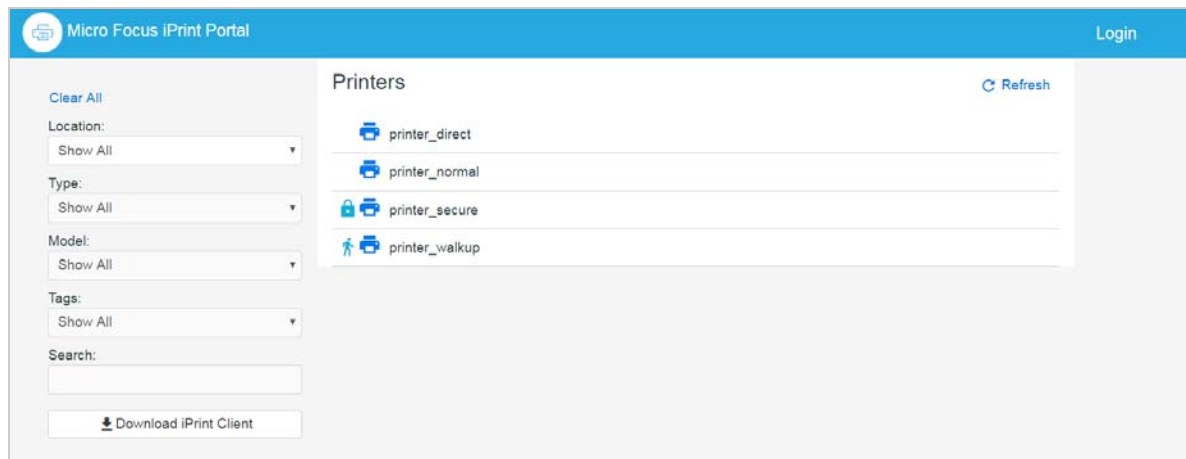 Micro Focus iPrint Portal
Login
Clear All
Location:
Show All
Type:
Show All
Model:
Show All
Tags:
Show All
Search:
Download iPrint Client
Printers
Refresh
printer_direct
printer_normal
printer_secure
printer_walkup